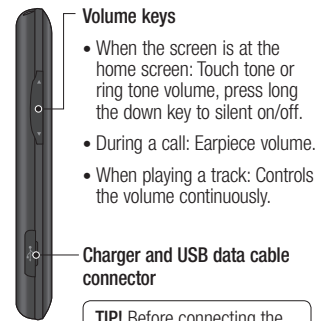 Volume keys
• When the screen is at the
home screen: Touch tone or
ring tone volume, press long
the down key to silent on/off.
• During a call: Earpiece volume.
• When playing a track: Controls
the volume continuously.
Charger and USB data cable
connector
TIP! Before connecting the